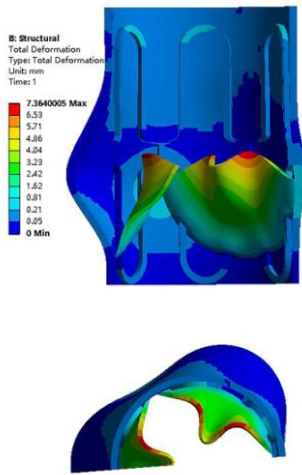 B: Structural
Total Deformation
Type: Total Deformation
Unit: mm
Time: 1
7.3640005 Max
6.53
5.71
4.86
4.04
3.23
2.42
1.62
0.81
0.21
0.05
0 Min